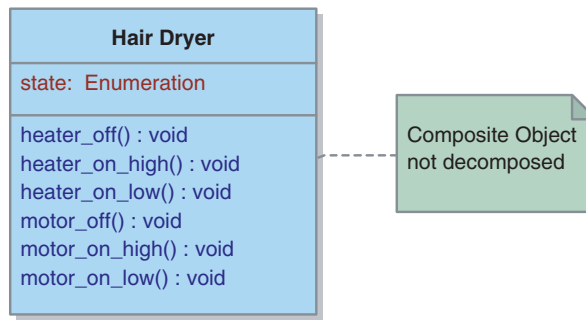 Hair Dryer
state: Enumeration
heater_off() : void
heater_on_high() : void
heater_on_low() : void
motor_off() : void
motor_on_high() : void
motor_on_low() : void
Composite Object
not decomposed